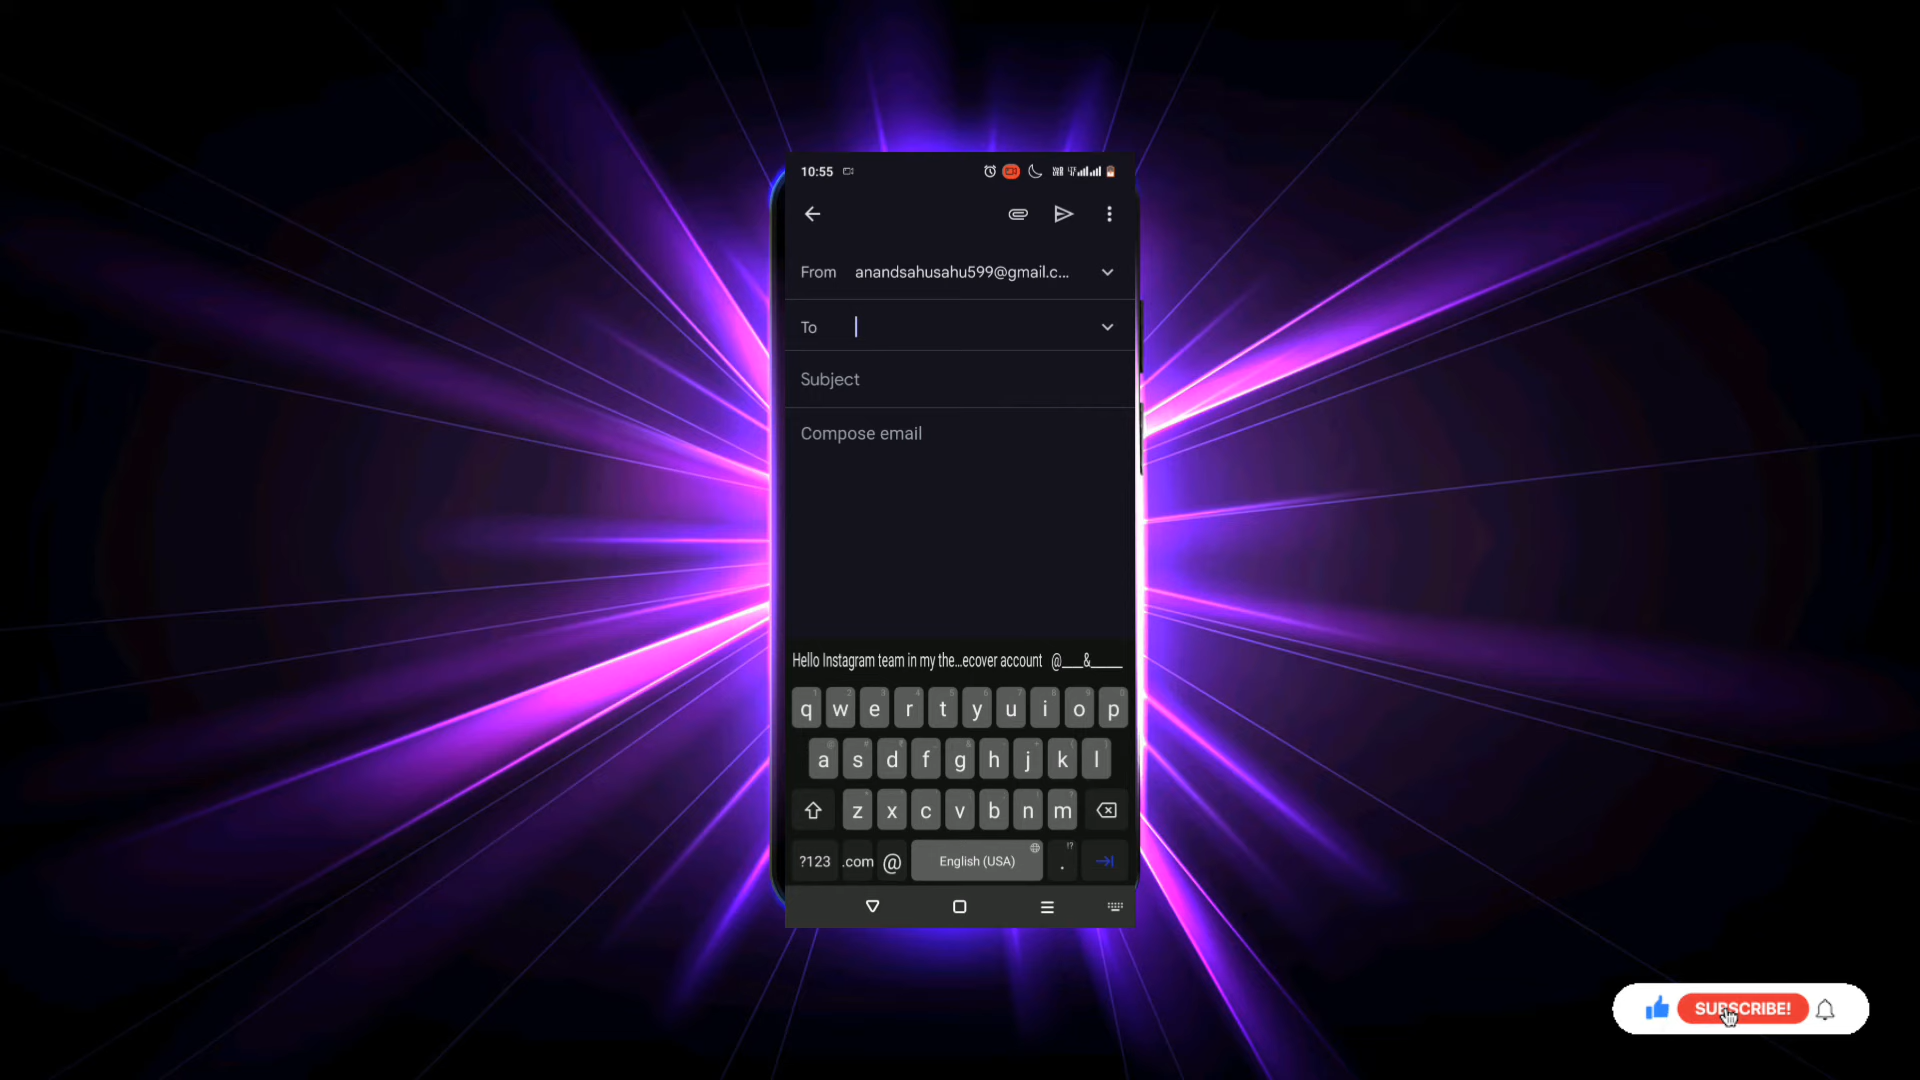 10:55
From anandsahusahu599@gmail.c...
To
Subject
Compose email
Hello Instagram team in my the...ecover account @___&_____
q w e r t y u i o p
a s d f g h j k l
z x c v b n m
?123 .com @ English (USA) . !?
SUBSCRIBE!